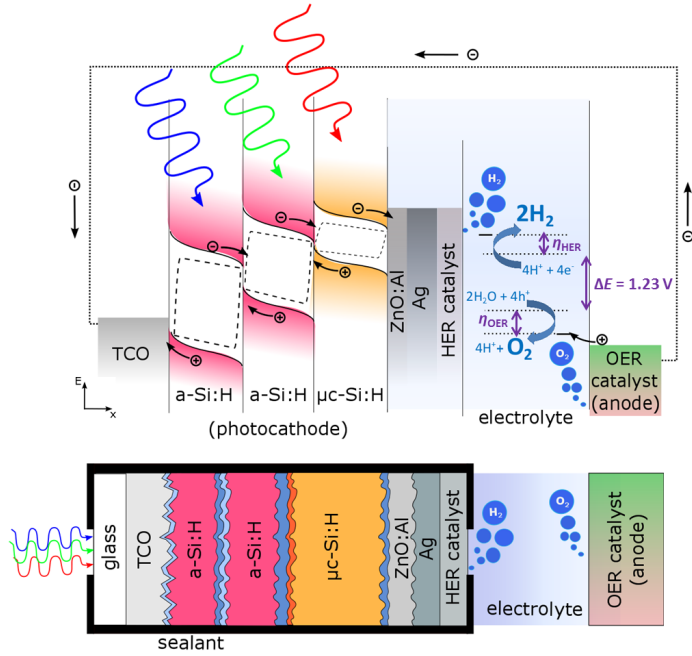 ⊖
⊖
⊖
⊖
⊖
⊖
H₂
2H₂
η_HER
4H⁺ + 4e⁻
ΔE = 1.23 V
2H₂O + 4h⁺
η_OER
4H⁺+ O₂
⊕
⊕
⊕
O₂
TCO
ZnO:Al
Ag
HER catalyst
OER
catalyst
(anode)
E
x
a-Si:H
a-Si:H
µc-Si:H
electrolyte
(photocathode)
glass
TCO
a-Si:H
a-Si:H
µc-Si:H
ZnO:Al
Ag
HER catalyst
H₂
O₂
electrolyte
OER catalyst
(anode)
sealant